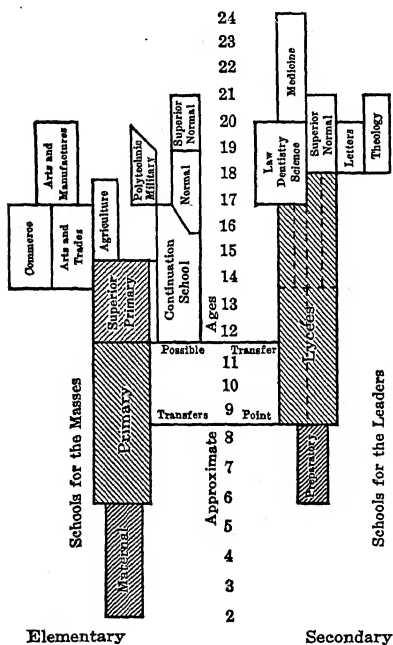 24
23
22
21
20
19
18
17
16
15
14
13
12
11
10
9
8
7
6
5
4
3
2
Ages
Approximate
Schools for the Masses
Commerce
Arts and
Manufactures
Arts and
Trades
Agriculture
Polytechnic
Military
Superior
Normal
Normal
Continuation
School
Superior
Primary
Primary
Maternal
Possible Transfer
Transfers Point
Medicine
Law
Dentistry
Science
Superior
Normal
Letters
Theology
Lycées
Preparatory
Schools for the Leaders
Elementary
Secondary